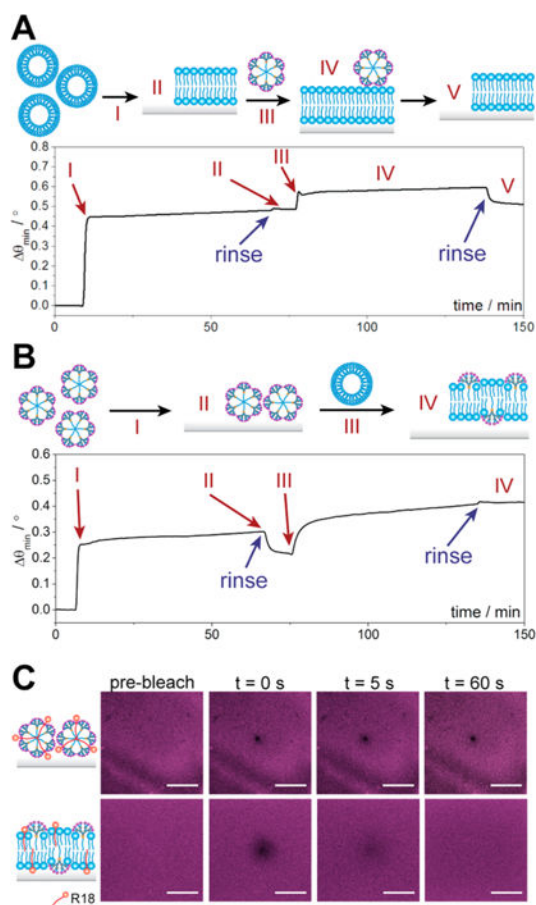 A
I
II
III
IV
V
0.8
0.7
0.6
0.5
0.4
0.3
0.2
0.1
0.0
Δθmin / °
I
II
III
IV
V
rinse
rinse
time / min
0
50
100
150
B
I
II
III
IV
0.6
0.5
0.4
0.3
0.2
0.1
0.0
Δθmin / °
I
II
III
IV
rinse
rinse
time / min
0
50
100
150
C
pre-bleach
t = 0 s
t = 5 s
t = 60 s
R18